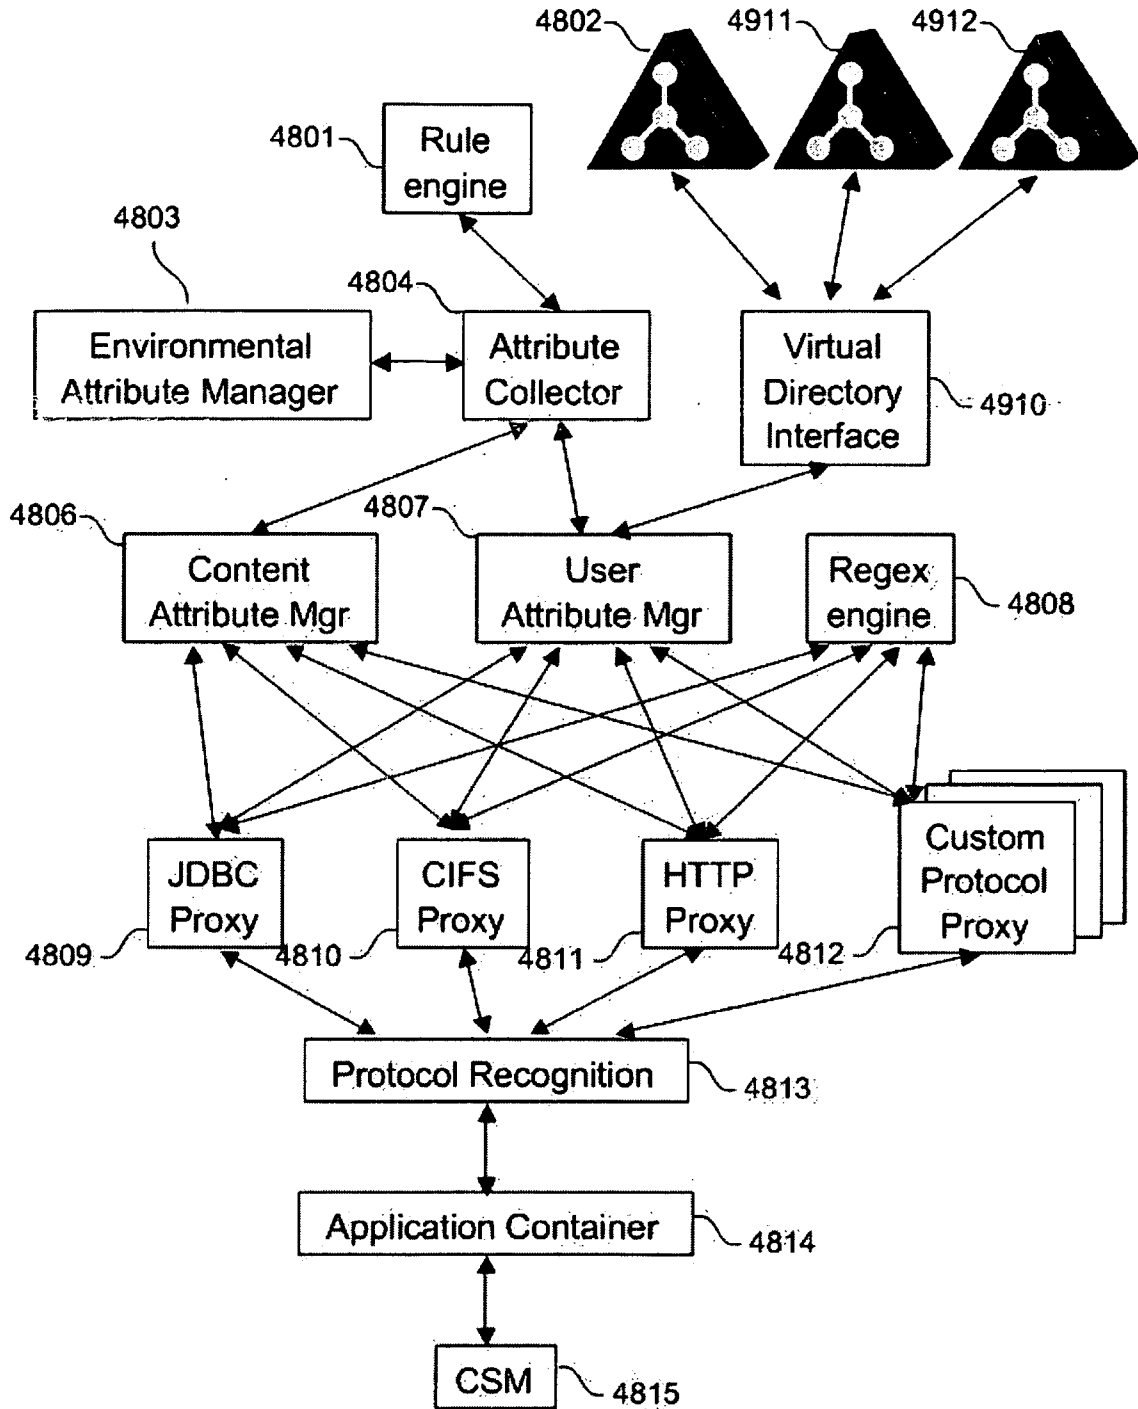 4802
4911
4912
4801
Rule
engine
4803
4804
Environmental
Attribute Manager
Attribute
Collector
Virtual
Directory
Interface
4910
4806
4807
Content
Attribute Mgr
User
Attribute Mgr
Regex
engine
4808
JDBC
Proxy
CIFS
Proxy
HTTP
Proxy
Custom
Protocol
Proxy
4809
4810
4811
4812
Protocol Recognition
4813
Application Container
4814
CSM
4815